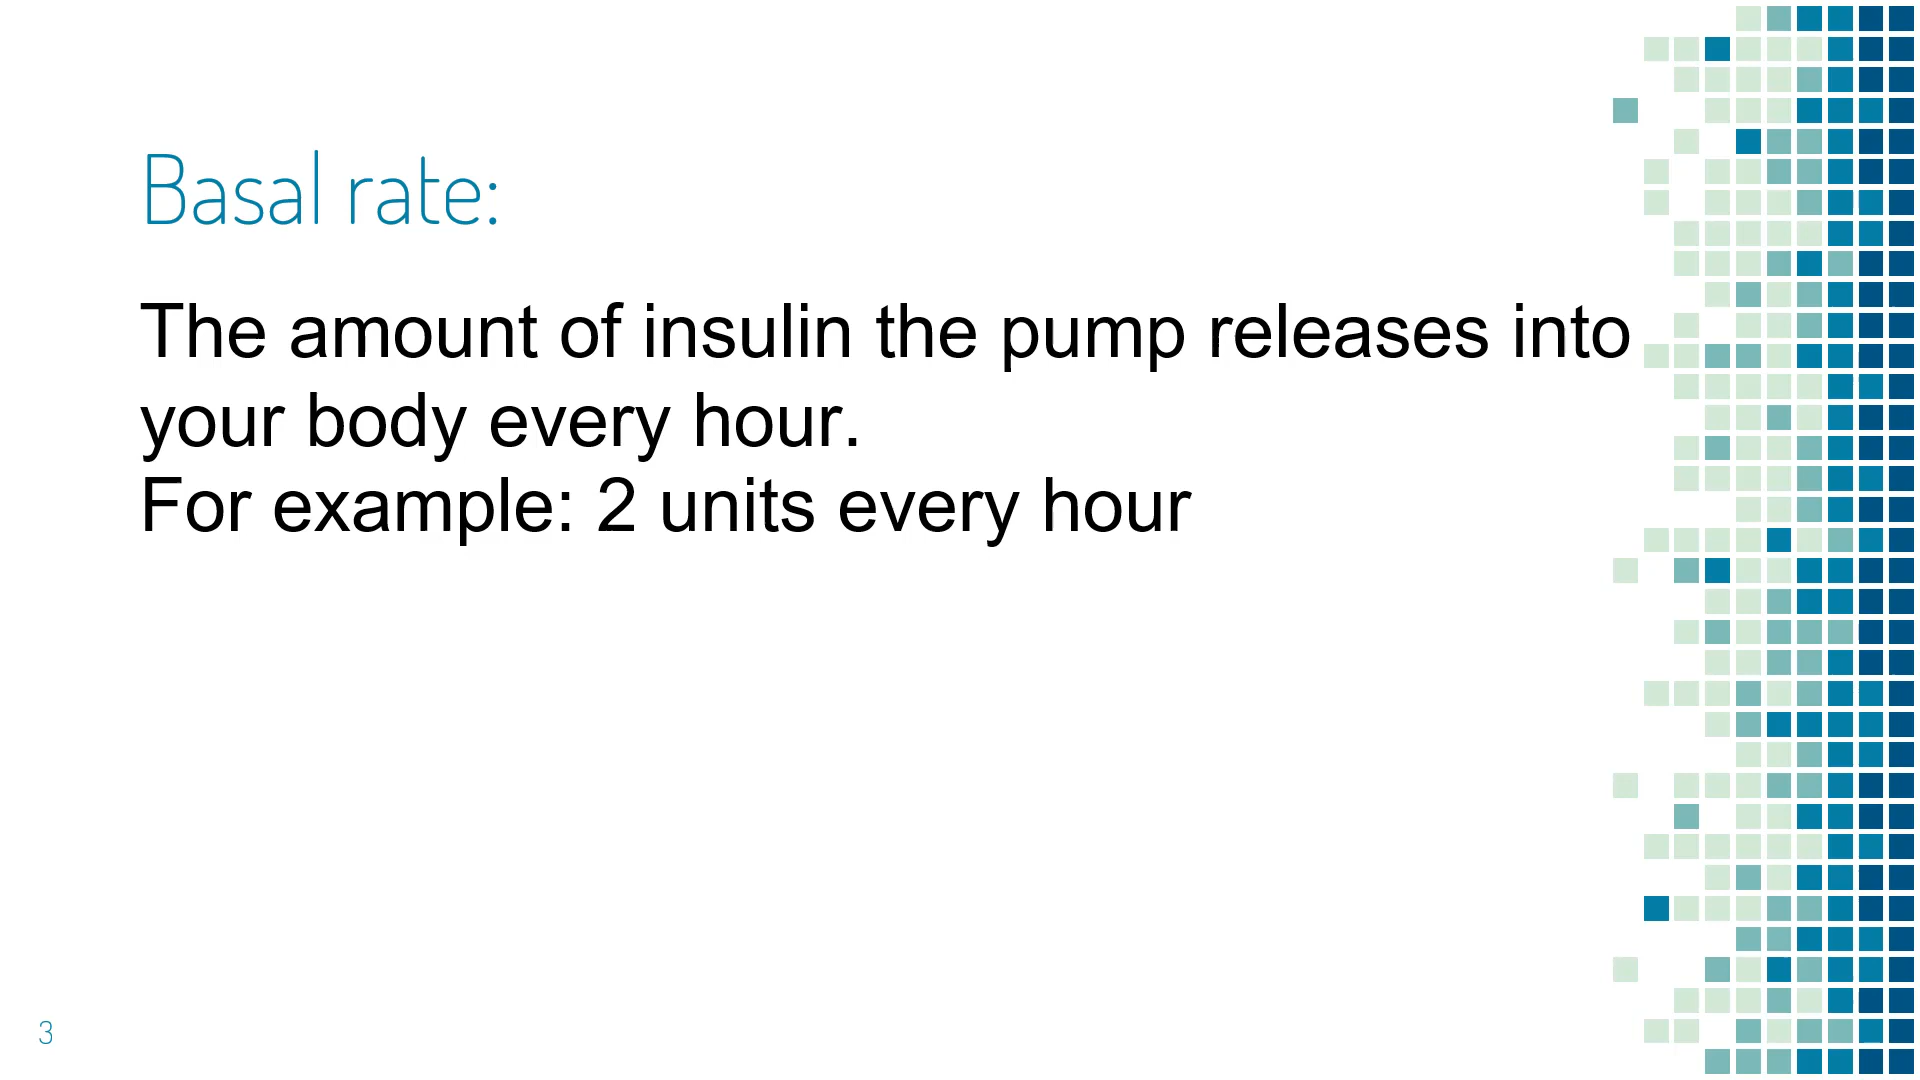 Basal rate:
The amount of insulin the pump releases into
your body every hour.
For example: 2 units every hour
3